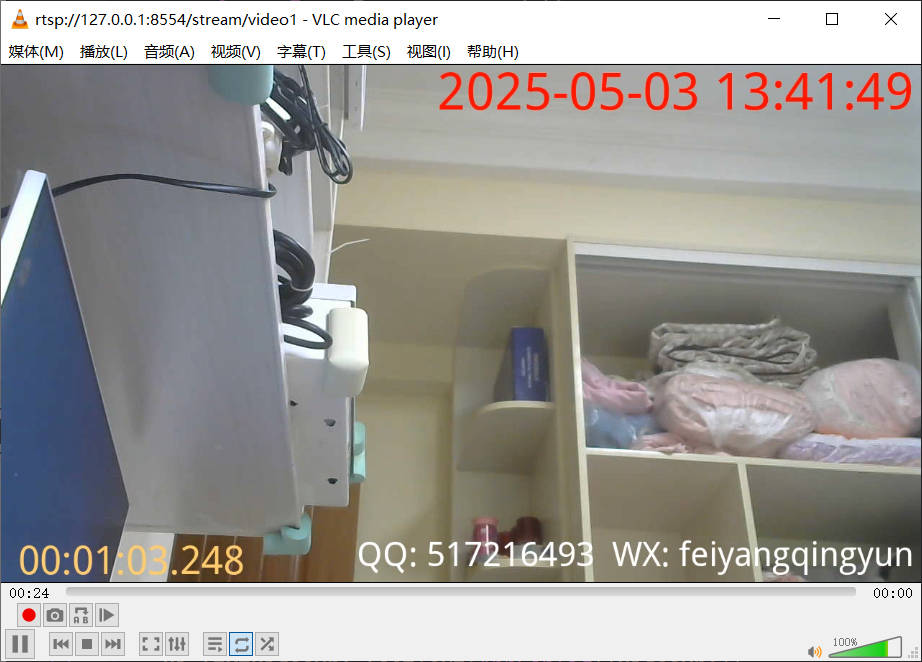 rtsp://127.0.0.1:8554/stream/video1 - VLC media player
媒体(M) 播放(L) 音频(A) 视频(V) 字幕(T) 工具(S) 视图(I) 帮助(H)
2025-05-03 13:41:49
00:01:03.248
QQ: 517216493 WX: feiyangqingyun
00:24
00:00
A B
100%